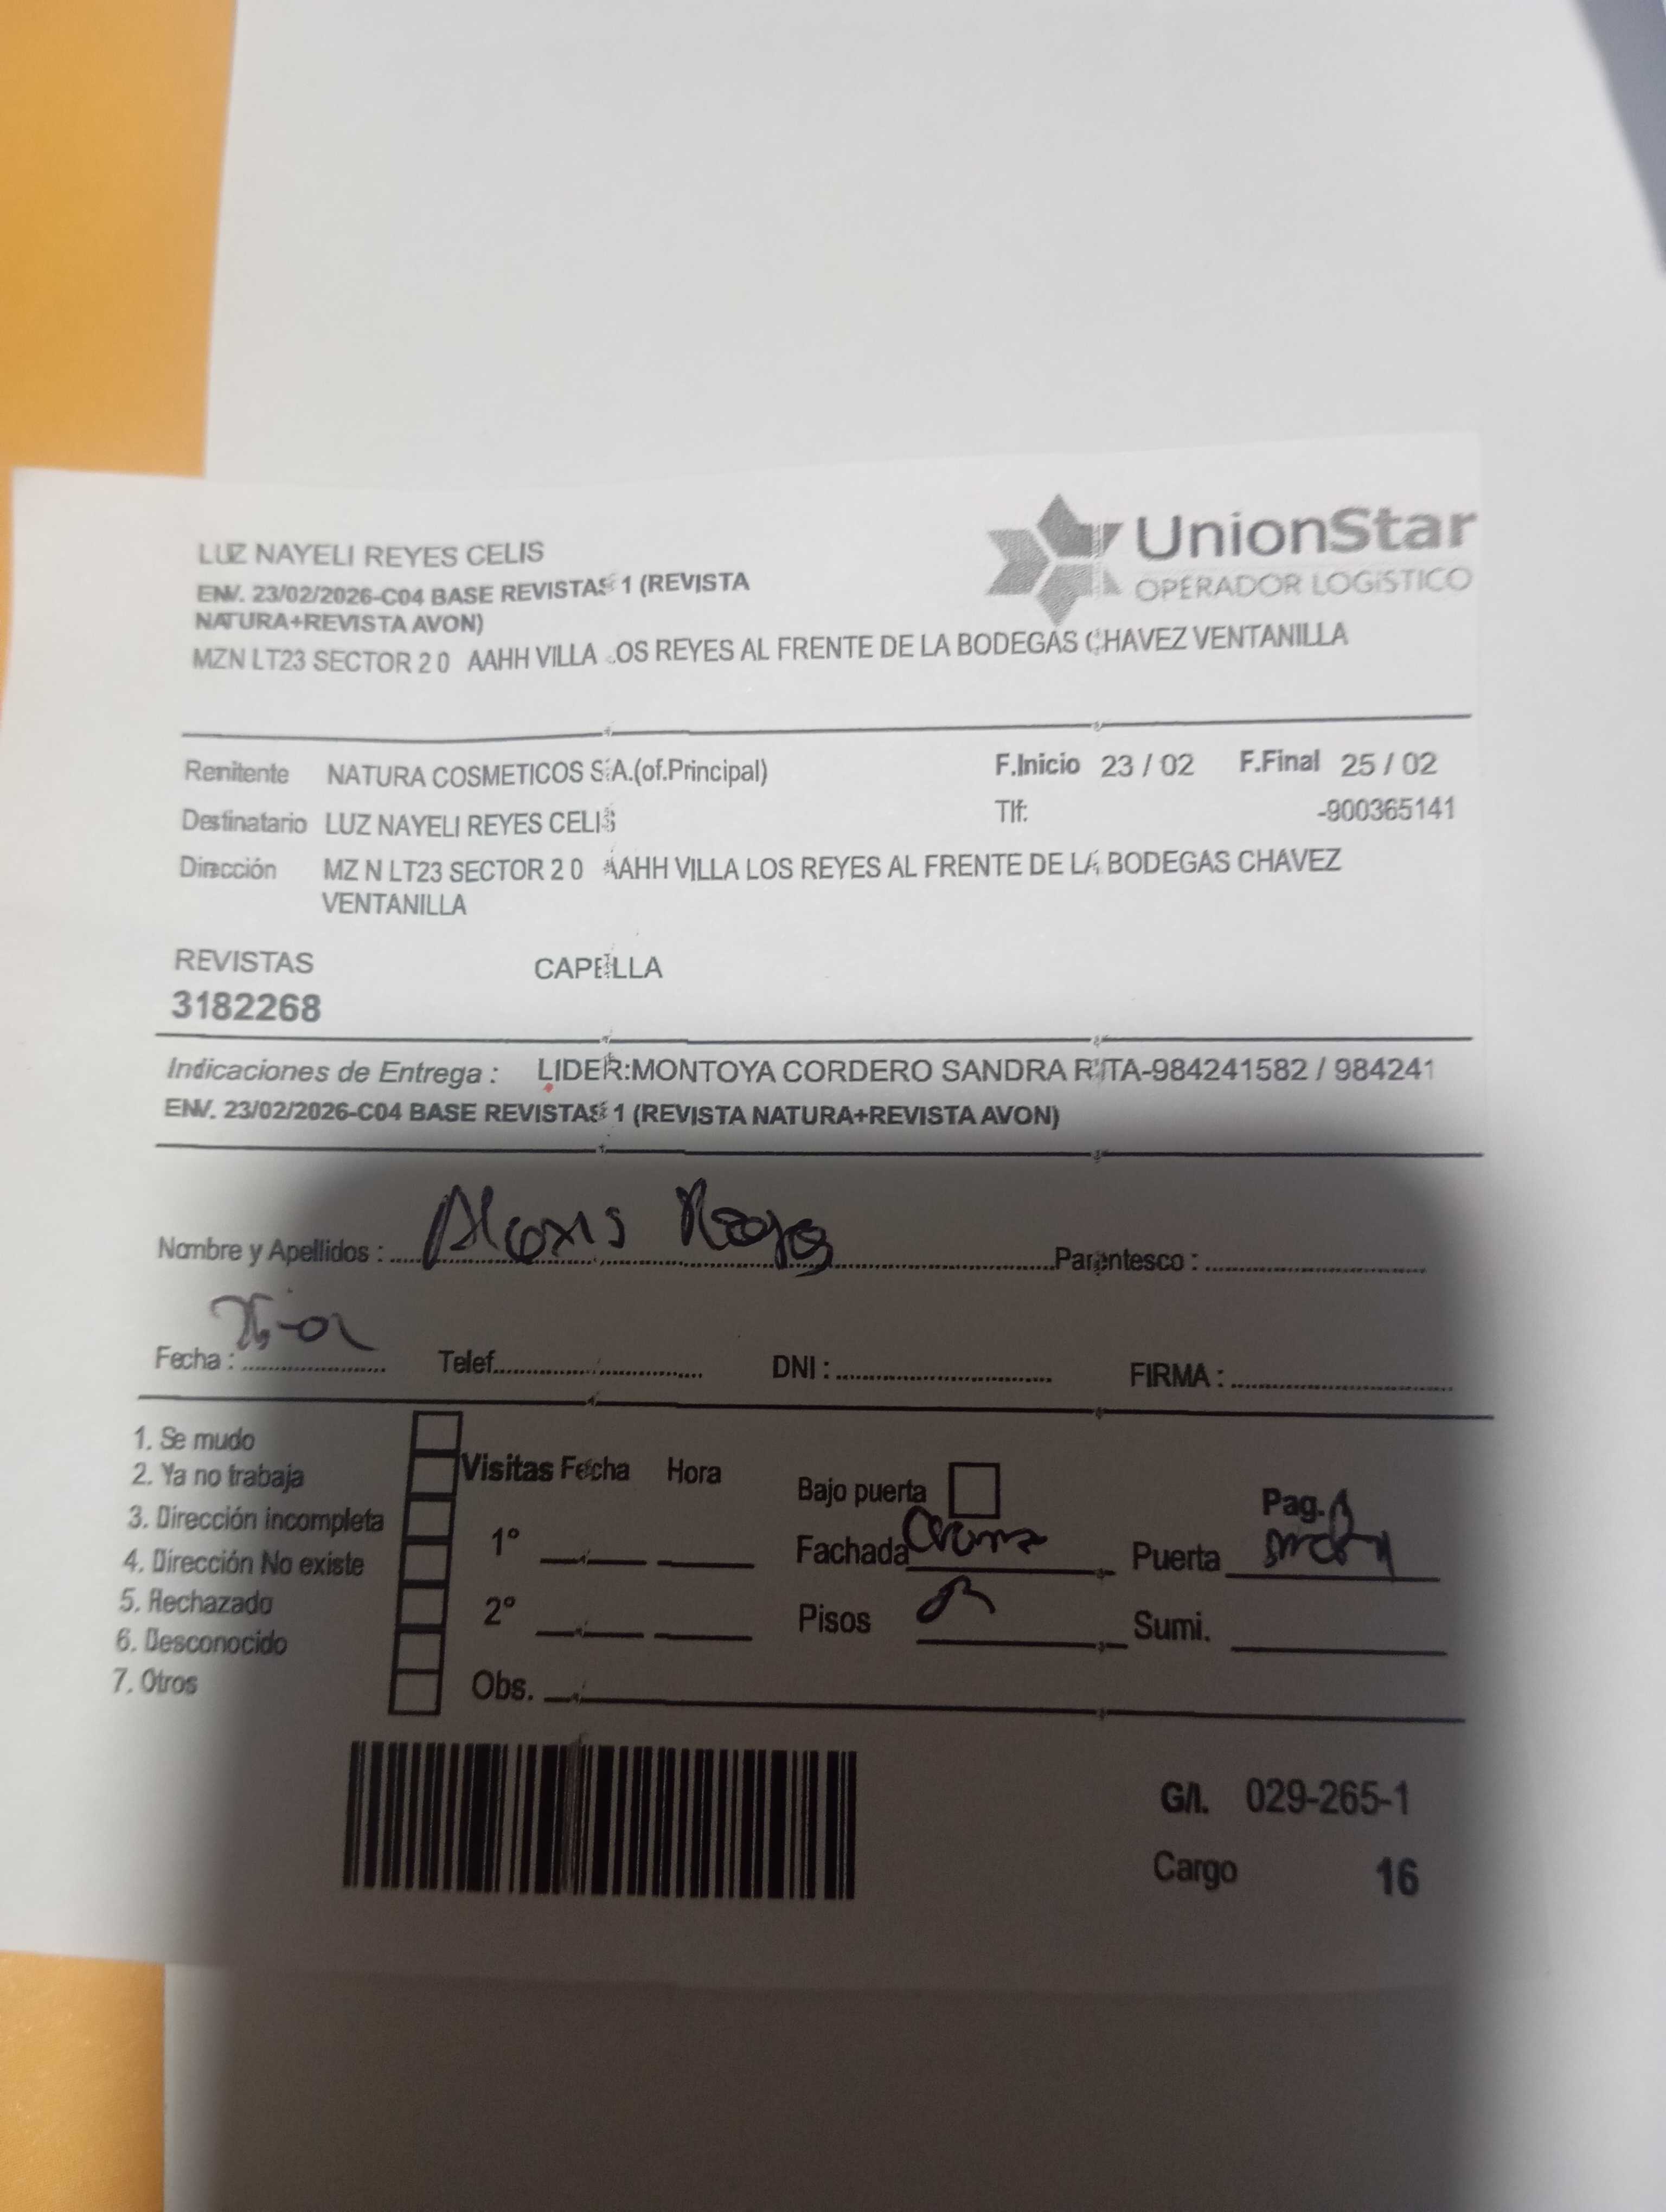 LUZ NAYELI REYES CELIS
UnionStar
OPERADOR LOGÍSTICO
ENV. 23/02/2026-C04 BASE REVISTAS 1 (REVISTA
NATURA+REVISTA AVON)
MZN LT23 SECTOR 2 0 AAHH VILLA .OS REYES AL FRENTE DE LA BODEGAS CHAVEZ VENTANILLA
Remitente NATURA COSMETICOS S.A.(of.Principal) F.Inicio 23 / 02 F.Final 25 / 02
Destinatario LUZ NAYELI REYES CELIS Tlf: -900365141
Dirección MZ N LT23 SECTOR 2 0 AAHH VILLA LOS REYES AL FRENTE DE LA BODEGAS CHAVEZ
VENTANILLA
REVISTAS CAPELLA
3182268
Indicaciones de Entrega : LIDER:MONTOYA CORDERO SANDRA RITA-984241582 / 984241
ENV. 23/02/2026-C04 BASE REVISTAS 1 (REVISTA NATURA+REVISTA AVON)
Nombre y Apellidos : Alexis Parentesco :
Fecha : Telef. DNI : FIRMA :
1. Se mudo
2. Ya no trabaja
3. Dirección incompleta
4. Dirección No existe
5. Rechazado
6. Desconocido
7. Otros
Visitas Fecha Hora
1°
2°
Obs.
Bajo puerta Pag.
Fachada Puerta
Pisos Sumi.
G/I. 029-265-1
Cargo 16